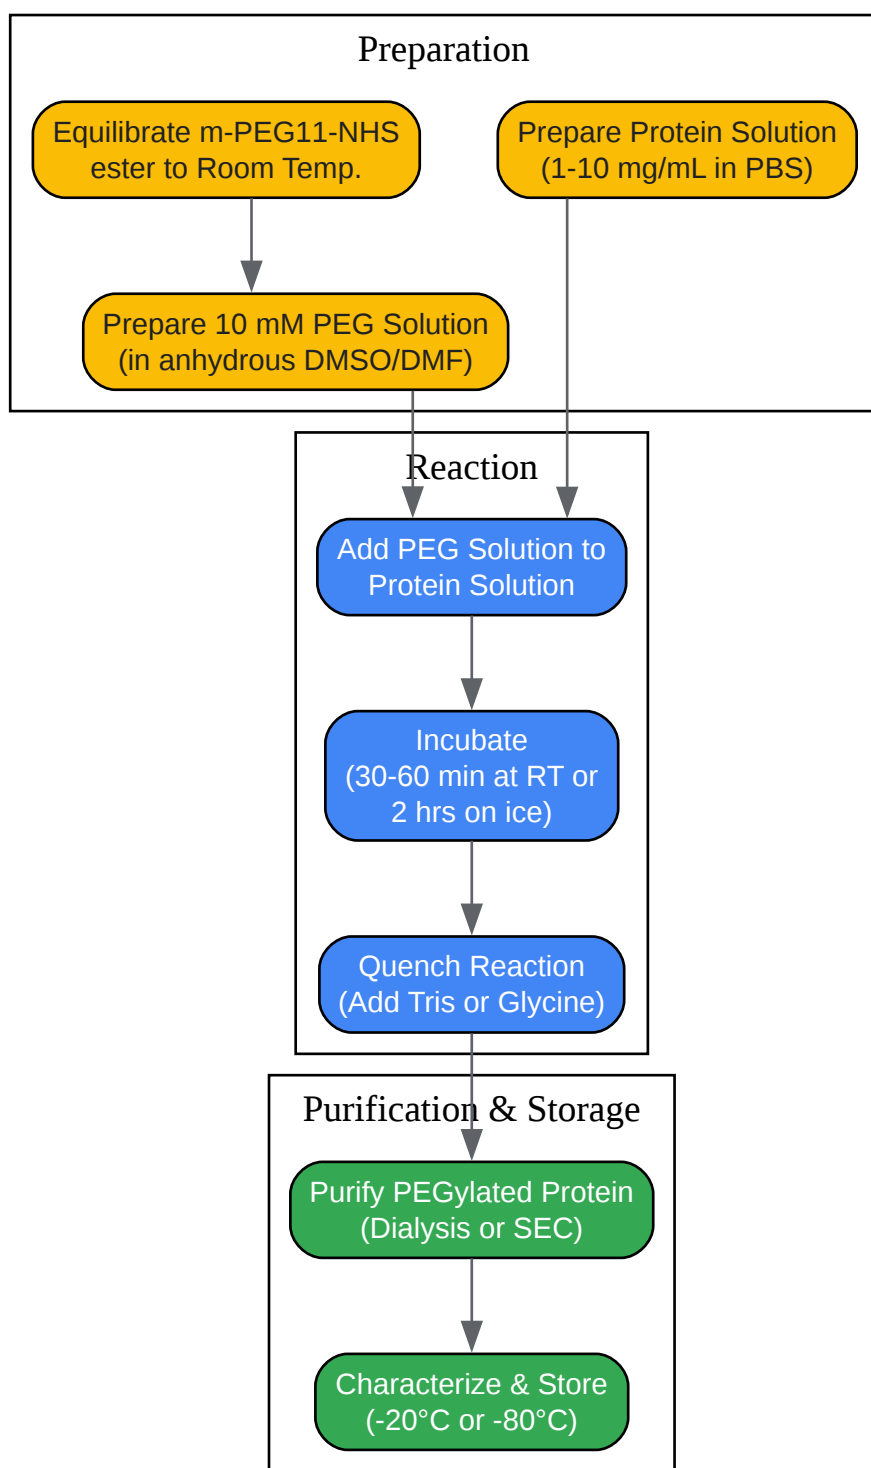 Preparation
Equilibrate m-PEG11-NHS
ester to Room Temp.
Prepare Protein Solution
(1-10 mg/mL in PBS)
Prepare 10 mM PEG Solution
(in anhydrous DMSO/DMF)
Reaction
Add PEG Solution to
Protein Solution
Incubate
(30-60 min at RT or
2 hrs on ice)
Quench Reaction
(Add Tris or Glycine)
Purification & Storage
Purify PEGylated Protein
(Dialysis or SEC)
Characterize & Store
(-20°C or -80°C)